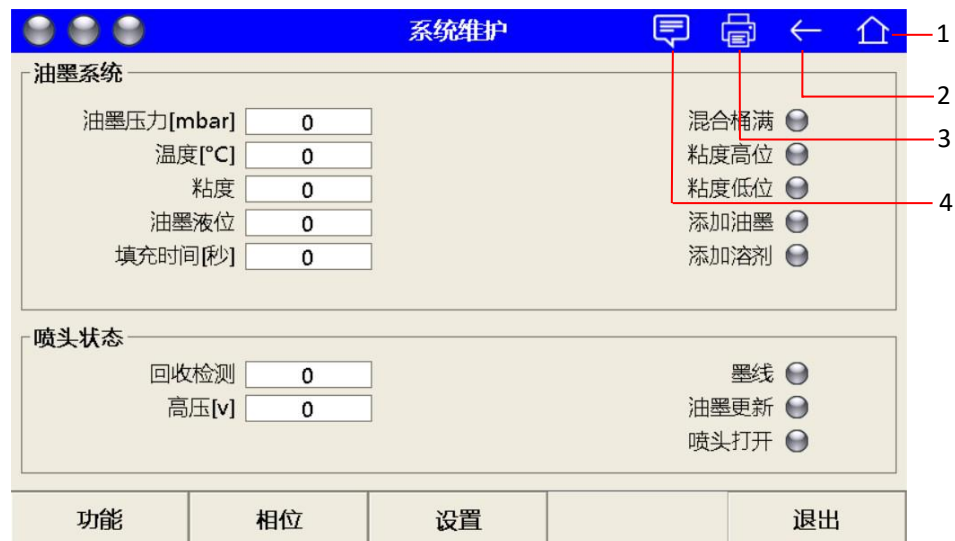 系统维护
1
2
3
4
油墨系统
油墨压力[mbar] 0 混合桶满
温度[°C] 0 粘度高位
粘度 0 粘度低位
油墨液位 0 添加油墨
填充时间[秒] 0 添加溶剂
喷头状态
回收检测 0 墨线
高压[v] 0 油墨更新
喷头打开
功能 相位 设置 退出